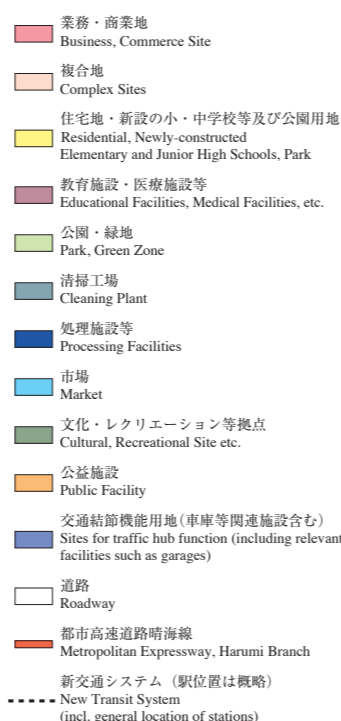 業務・商業地
Business, Commerce Site
複合地
Complex Sites
住宅地・新設の小・中学校等及び公園用地
Residential, Newly-constructed
Elementary and Junior High Schools, Park
教育施設・医療施設等
Educational Facilities, Medical Facilities, etc.
公園・緑地
Park, Green Zone
清掃工場
Cleaning Plant
処理施設等
Processing Facilities
市場
Market
文化・レクリエーション等拠点
Cultural, Recreational Site etc.
公益施設
Public Facility
交通結節機能用地(車庫等関連施設含む)
Sites for traffic hub function (including relevant
facilities such as garages)
道路
Roadway
都市高速道路晴海線
Metropolitan Expressway, Harumi Branch
新交通システム（駅位置は概略）
New Transit System
(incl. general location of stations)